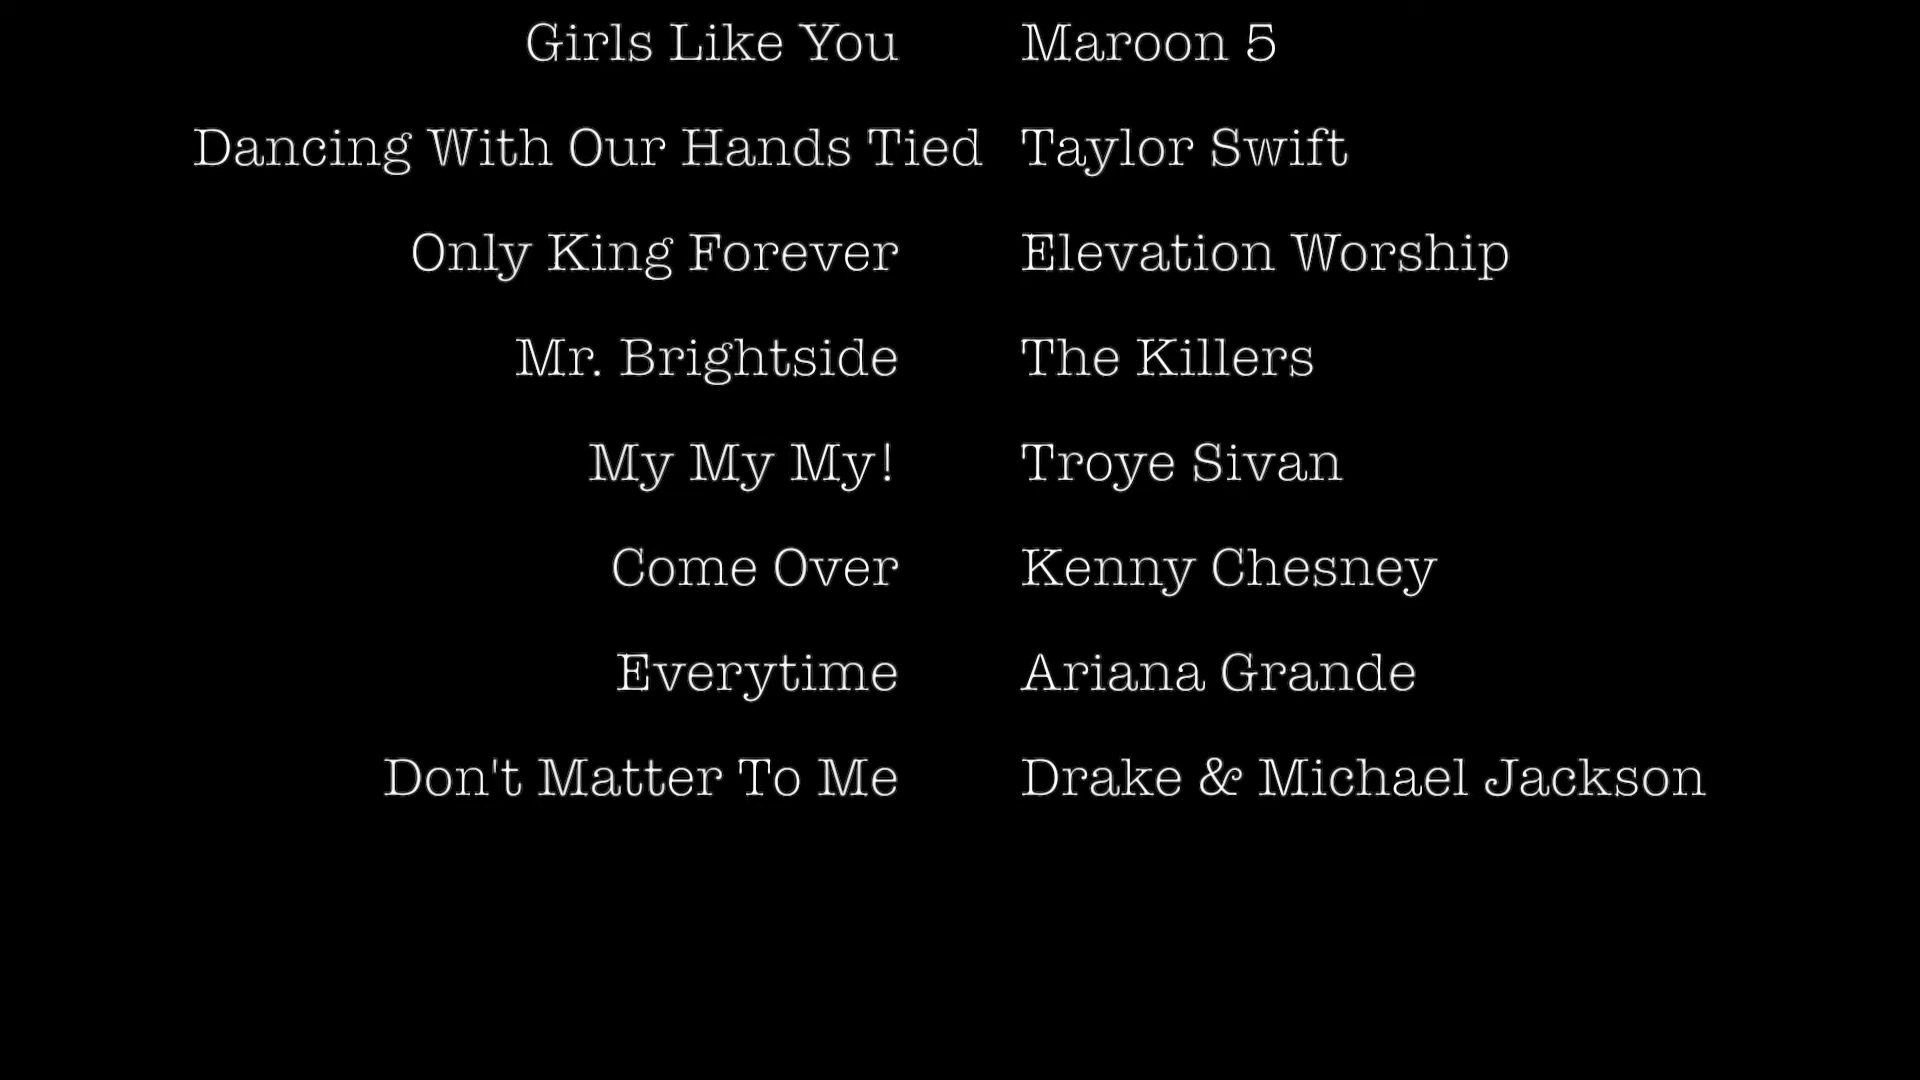 Girls Like You Maroon 5
Dancing With Our Hands Tied Taylor Swift
Only King Forever Elevation Worship
Mr. Brightside The Killers
My My My! Troye Sivan
Come Over Kenny Chesney
Everytime Ariana Grande
Don't Matter To Me Drake & Michael Jackson